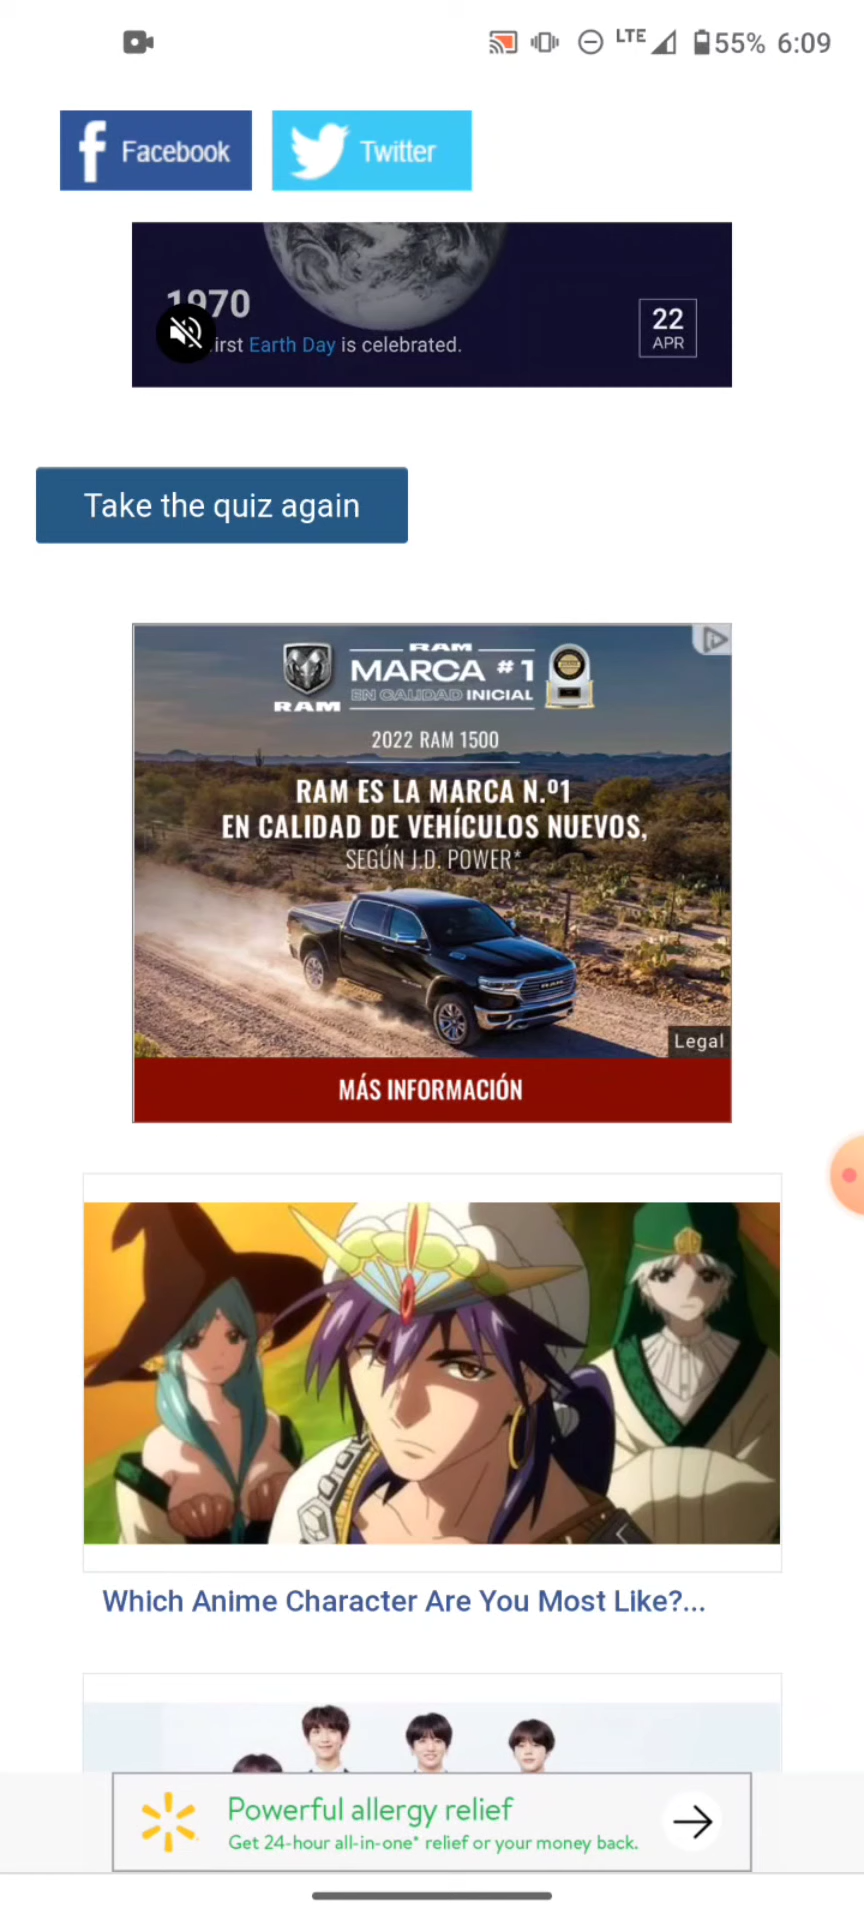 LTE 55% 6:09
Facebook Twitter
1970
irst Earth Day is celebrated.
22
APR
Take the quiz again
RAM
MARCA #1
EN CALIDAD INICIAL
RAM
2022 RAM 1500
RAM ES LA MARCA N.º1
EN CALIDAD DE VEHÍCULOS NUEVOS,
SEGÚN J.D. POWER*
Legal
MÁS INFORMACIÓN
Which Anime Character Are You Most Like?...
Powerful allergy relief
Get 24-hour all-in-one* relief or your money back.